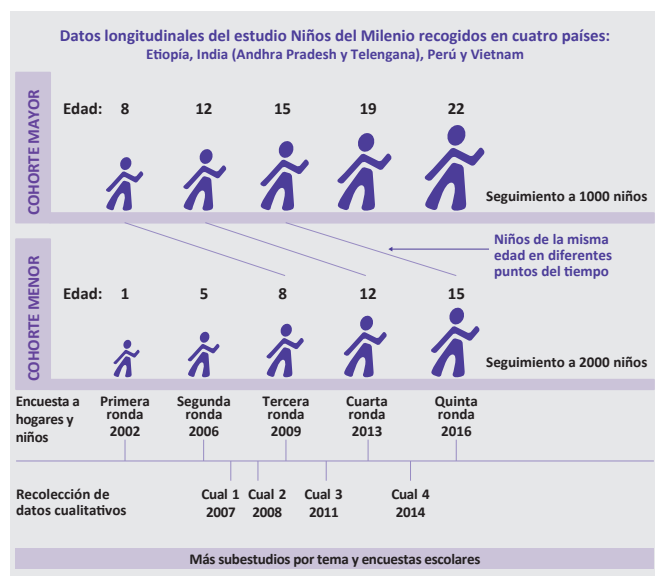 Datos longitudinales del estudio Niños del Milenio recogidos en cuatro países:
Etiopía, India (Andhra Pradesh y Telengana), Perú y Vietnam
COHORTE MAYOR
Edad: 8 12 15 19 22
Seguimiento a 1000 niños
Niños de la misma
edad en diferentes
puntos del tiempo
COHORTE MENOR
Edad: 1 5 8 12 15
Seguimiento a 2000 niños
Encuesta a
hogares y
niños
Primera
ronda
2002
Segunda
ronda
2006
Tercera
ronda
2009
Cuarta
ronda
2013
Quinta
ronda
2016
Recolección de
datos cualitativos
Cual 1
2007
Cual 2
2008
Cual 3
2011
Cual 4
2014
Más subestudios por tema y encuestas escolares